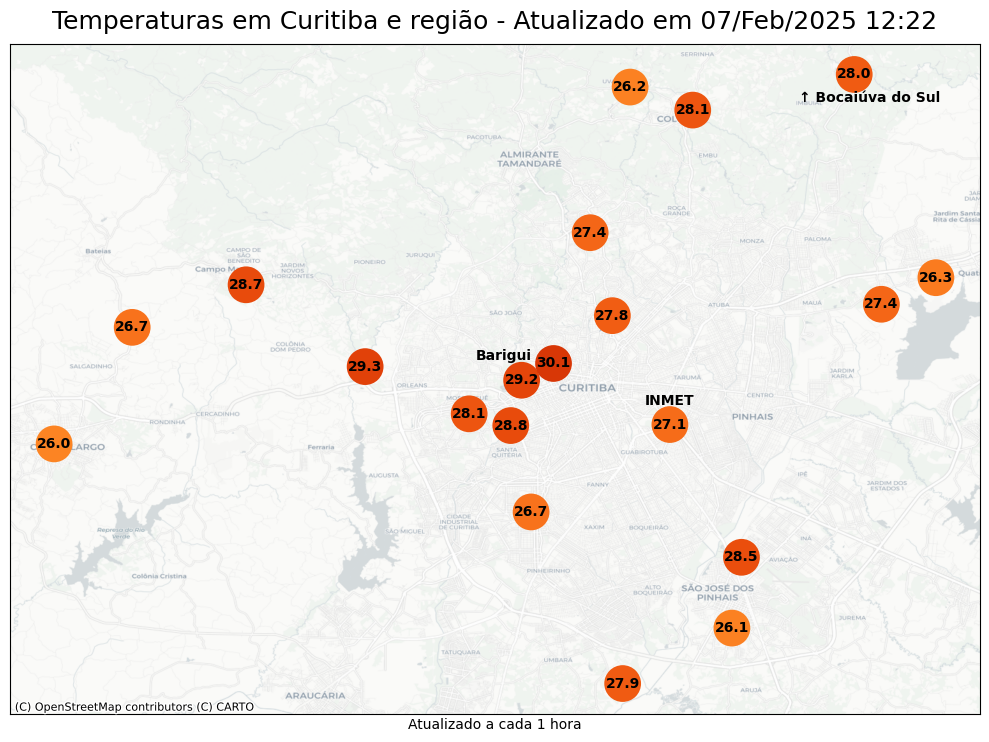 Temperaturas em Curitiba e região - Atualizado em 07/Feb/2025 12:22
SERRINHA
26.2
28.0
↑ Bocaiúva do Sul
28.1
PACOTUBA
ALMIRANTE
TAMANDARÉ
EMBU
ROÇA
GRANDE
Jardim Santa
Rita de Cássia
27.4
MONZA
PALOMA
Bateias
CAMPO DE
SÃO
BENEDITO
JARDIM
NOVOS
HORIZONTES
PIONEIRO
JURUQUI
28.7
26.3
27.4
ATUBA
MAUÁ
SÃO JOÃO
27.8
26.7
COLÔNIA
DOM PEDRO
SALGADINHO
29.3
Barigui
30.1
29.2
ORLEANS
CURITIBA
TARUMÃ
JARDIM
KARLA
CENTRO
INMET
27.1
PINHAIS
28.1
28.8
CERCADINHO
RONDINHA
26.0
Ferraria
SANTA
QUITÉRIA
GUABIROTUBA
AUGUSTA
FANNY
IPÊ
JARDIM DOS
ESTADOS I
26.7
CIDADE
INDUSTRIAL
DE CURITIBA
SÃO MIGUEL
XAXIM
BOQUEIRÃO
Represa do Rio
Verde
INÁ
28.5
AVIAÇÃO
Colônia Cristina
PINHEIRINHO
ALTO
BOQUEIRÃO
SÃO JOSÉ DOS
PINHAIS
26.1
JUREMA
TATUQUARA
UMBARÁ
27.9
ARUJÁ
ARAUCÁRIA
(C) OpenStreetMap contributors (C) CARTO
Atualizado a cada 1 hora